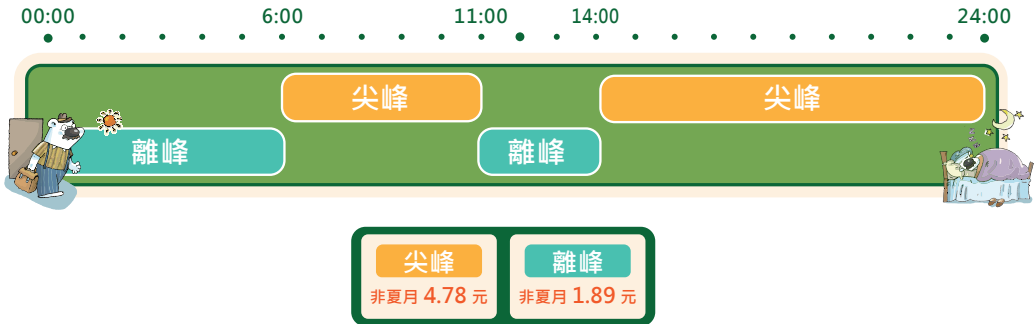 00:00 6:00 11:00 14:00 24:00
尖峰 尖峰
離峰 離峰
尖峰 離峰
非夏月 4.78 元 非夏月 1.89 元